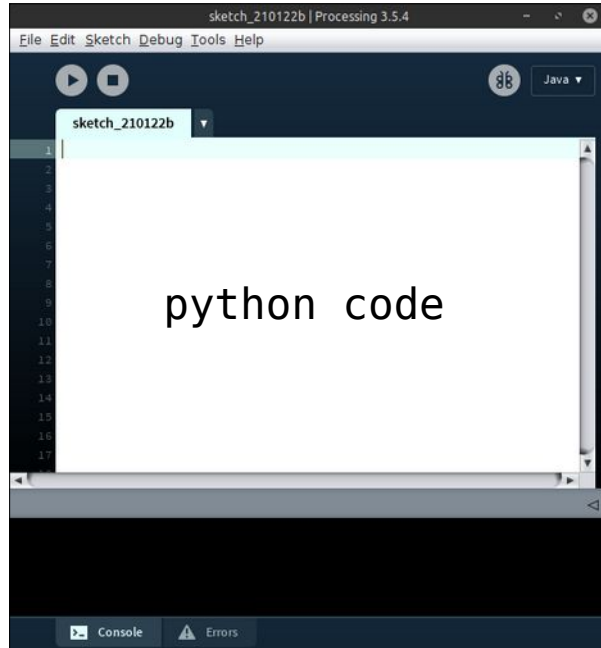 sketch_210122b | Processing 3.5.4
File Edit Sketch Debug Tools Help
Java ▾
sketch_210122b ▾
1
2
3
4
5
6
7
8
9
10
11
12
13
14
15
16
17
python code
>_ Console Errors